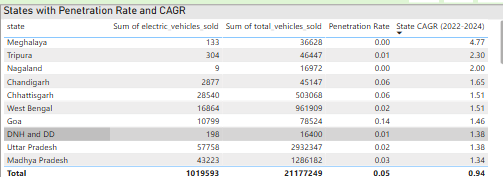 States with Penetration Rate and CAGR
state Sum of electric_vehicles_sold Sum of total_vehicles_sold Penetration Rate State CAGR (2022-2024)
Meghalaya 133 36628 0.00 4.77
Tripura 304 46447 0.01 2.30
Nagaland 9 16972 0.00 2.00
Chandigarh 2877 45147 0.06 1.65
Chhattisgarh 28540 503068 0.06 1.51
West Bengal 16864 961909 0.02 1.51
Goa 10799 78524 0.14 1.46
DNH and DD 198 16400 0.01 1.38
Uttar Pradesh 57758 2932347 0.02 1.38
Madhya Pradesh 43223 1286182 0.03 1.34
Total 1019593 21177249 0.05 0.94